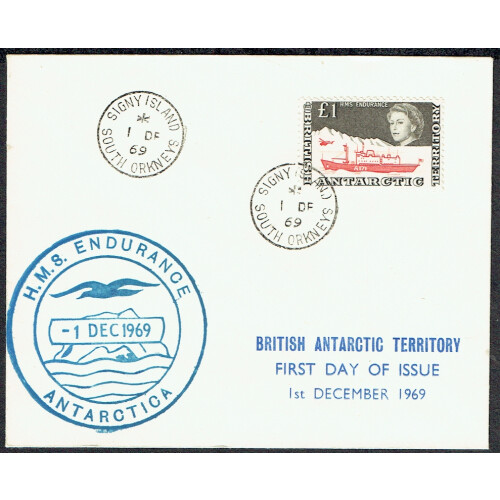 SIGNY ISLAND
*
1 DE
69
SOUTH ORKNEYS
£1
H.M.S. ENDURANCE
BRITISH
ANTARCTIC
TERRITORY
SIGNY ISLAND
*
1 DE
69
SOUTH ORKNEYS
H.M.S. ENDURANCE
-1 DEC 1969
ANTARCTICA
BRITISH ANTARCTIC TERRITORY
FIRST DAY OF ISSUE
1st DECEMBER 1969